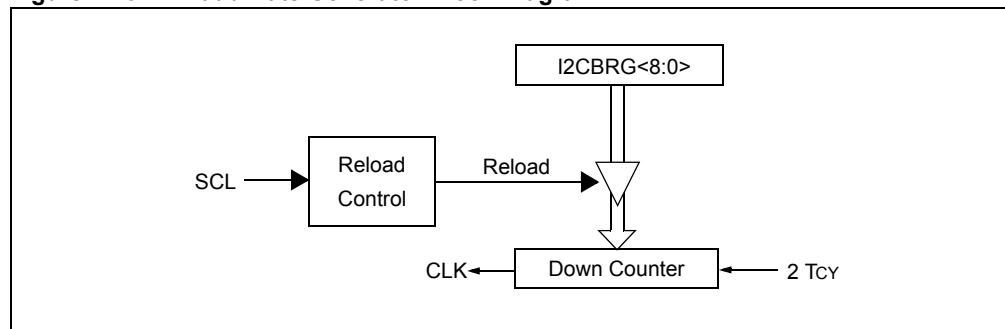 I2CBRG<8:0>
Reload
Control
SCL
Reload
CLK
Down Counter
2 TCY